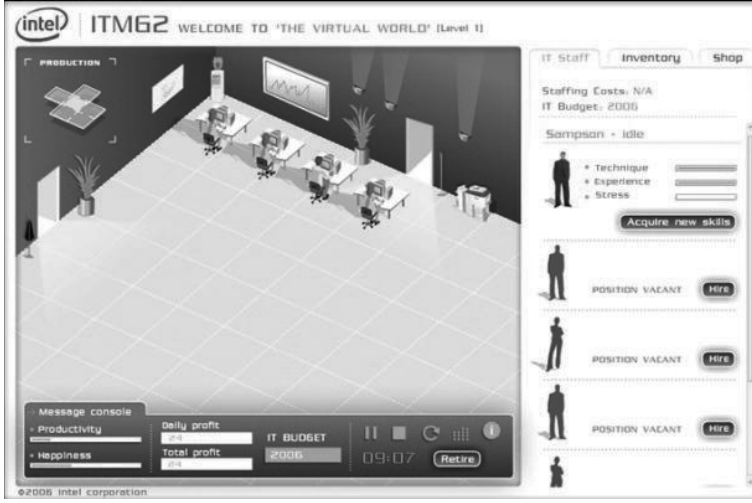 intel ITMG2 WELCOME TO 'THE VIRTUAL WORLD' [Level 1]
PRODUCTION
IT Staff Inventory Shop
Staffing Costs: N/A
IT Budget: 2006
Sampson - idle
Technique
Experience
Stress
Acquire new skills
POSITION VACANT Hire
POSITION VACANT Hire
POSITION VACANT Hire
Message console
Productivity
Happiness
Daily profit
24
Total profit
24
IT BUDGET
2006
09:07
Retire
©2006 intel corporation